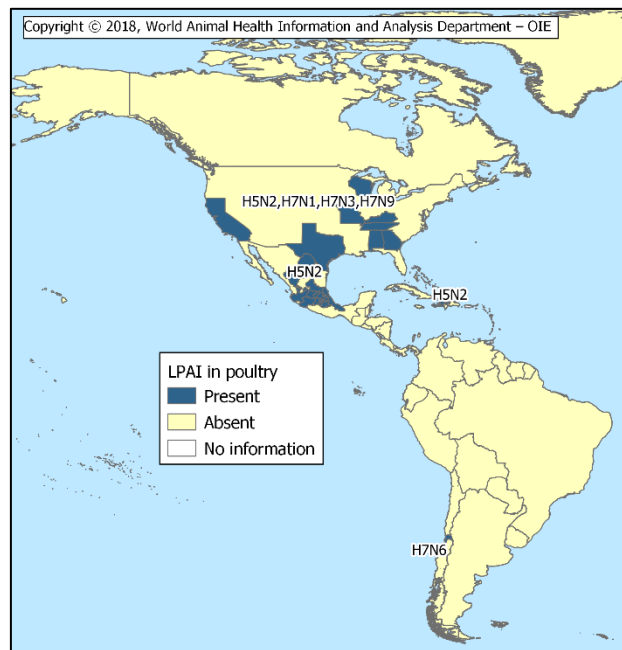 Copyright © 2018, World Animal Health Information and Analysis Department – OIE
H5N2,H7N1,H7N3,H7N9
H5N2
H5N2
LPAI in poultry
Present
Absent
No information
H7N6